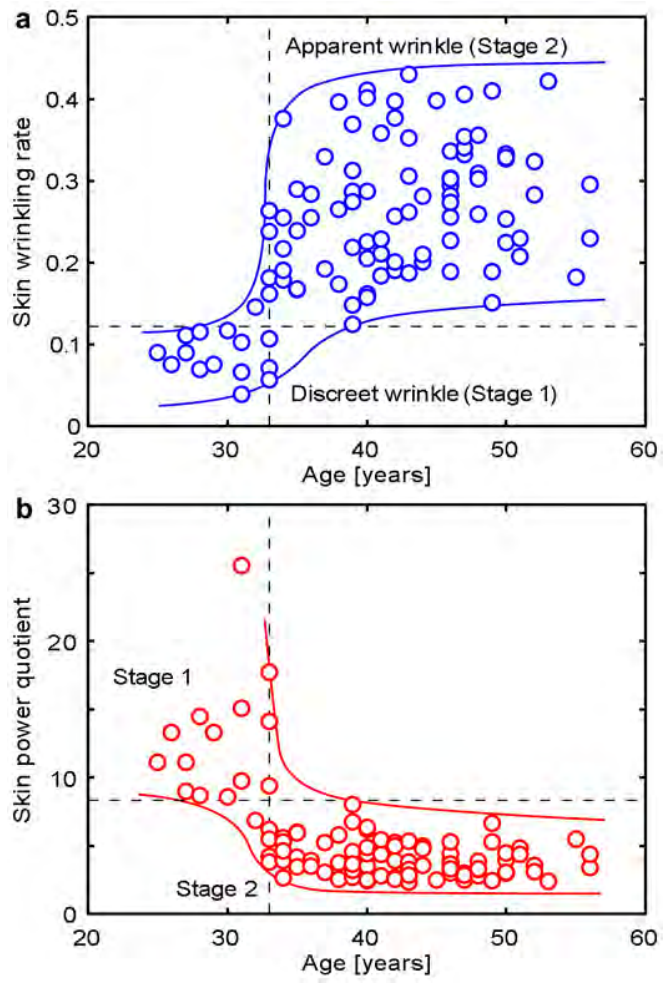 a
0.5
Apparent wrinkle (Stage 2)
0.4
0.3
0.2
0.1
0
Skin wrinkling rate
Discreet wrinkle (Stage 1)
20 30 40 50 60
Age [years]
b
30
20
10
0
Skin power quotient
Stage 1
Stage 2
20 30 40 50 60
Age [years]